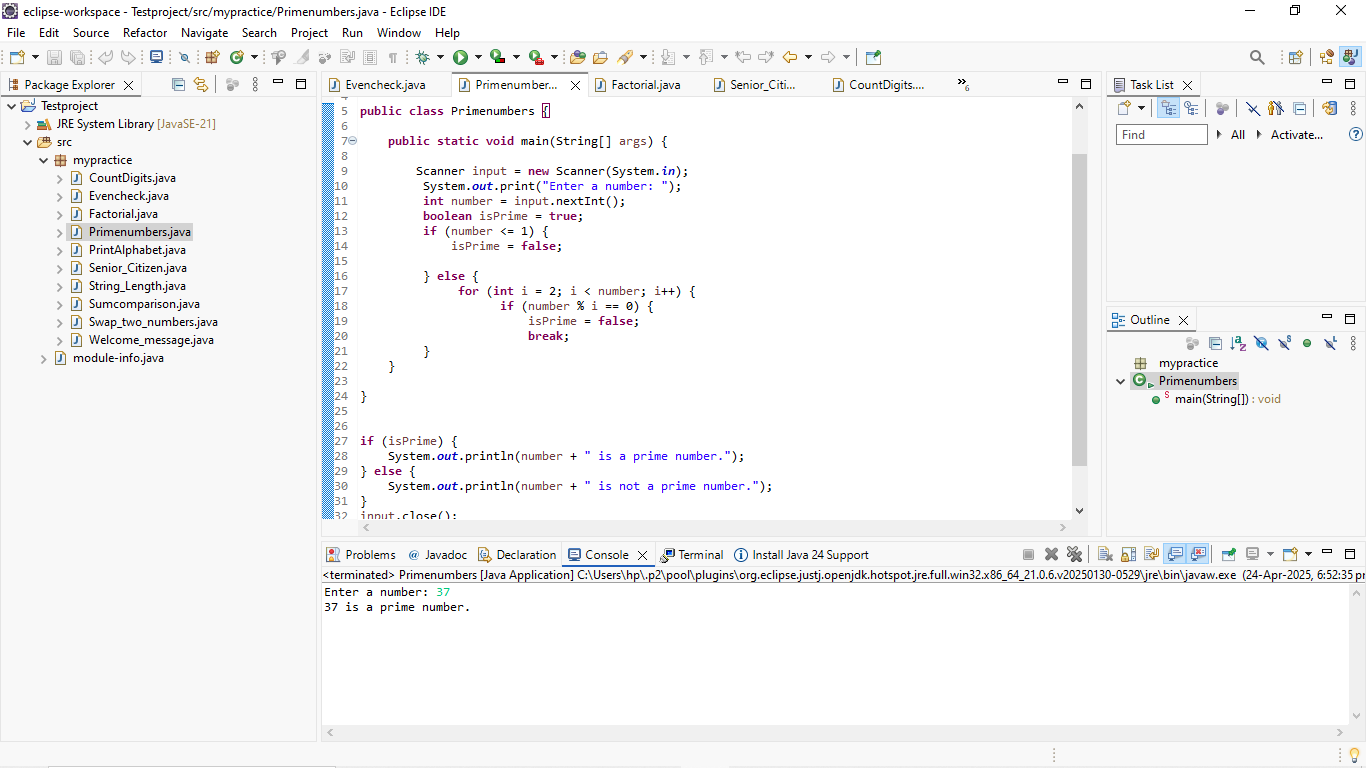 eclipse-workspace - Testproject/src/mypractice/Primenumbers.java - Eclipse IDE
File Edit Source Refactor Navigate Search Project Run Window Help
Package Explorer
Testproject
JRE System Library [JavaSE-21]
src
mypractice
CountDigits.java
Evencheck.java
Factorial.java
Primenumbers.java
PrintAlphabet.java
Senior_Citizen.java
String_Length.java
Sumcomparison.java
Swap_two_numbers.java
Welcome_message.java
module-info.java
Evencheck.java Primenumber... Factorial.java Senior_Citi... CountDigits.... »6
5 public class Primenumbers {
6
7 public static void main(String[] args) {
8
9 Scanner input = new Scanner(System.in);
10 System.out.print("Enter a number: ");
11 int number = input.nextInt();
12 boolean isPrime = true;
13 if (number <= 1) {
14 isPrime = false;
15
16 } else {
17 for (int i = 2; i < number; i++) {
18 if (number % i == 0) {
19 isPrime = false;
20 break;
21 }
22 }
23
24 }
25
26
27 if (isPrime) {
28 System.out.println(number + " is a prime number.");
29 } else {
30 System.out.println(number + " is not a prime number.");
31 }
32 input.close();
Task List
Find All Activate...
Outline
mypractice
Primenumbers
main(String[]) : void
Problems Javadoc Declaration Console Terminal Install Java 24 Support
<terminated> Primenumbers [Java Application] C:\Users\hp\.p2\pool\plugins\org.eclipse.justj.openjdk.hotspot.jre.full.win32.x86_64_21.0.6.v20250130-0529\jre\bin\javaw.exe (24-Apr-2025, 6:52:35 pr
Enter a number: 37
37 is a prime number.